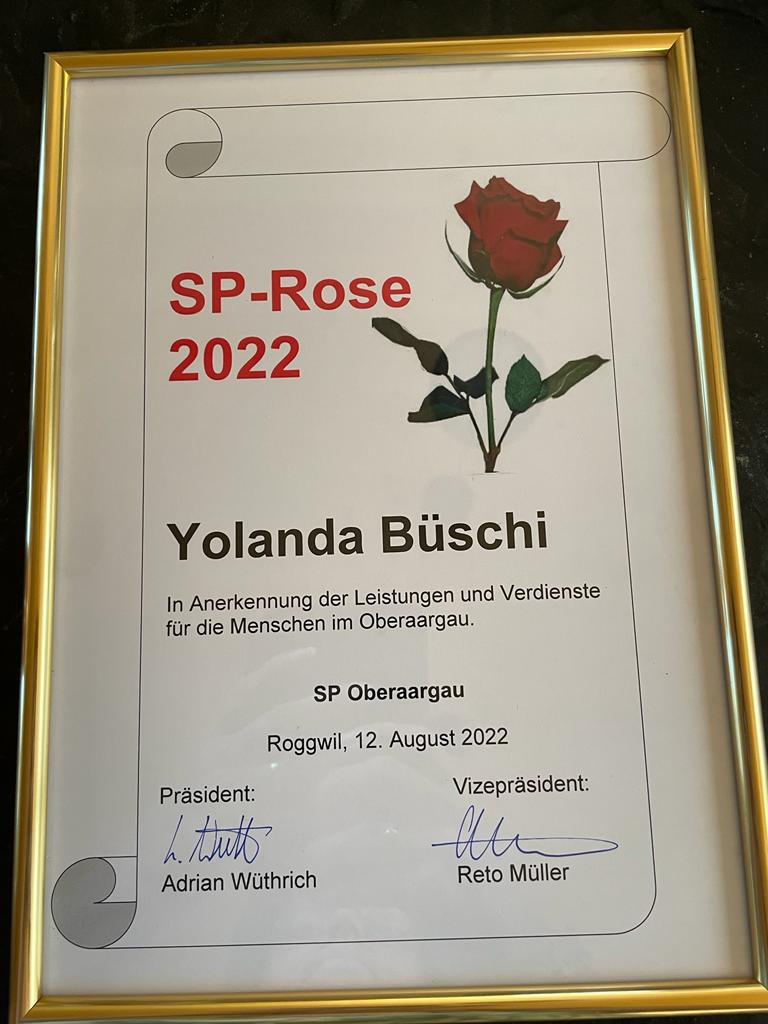 SP-Rose
2022
Yolanda Büschi
In Anerkennung der Leistungen und Verdienste
für die Menschen im Oberaargau.
SP Oberaargau
Roggwil, 12. August 2022
Präsident:
Vizepräsident:
Adrian Wüthrich
Reto Müller